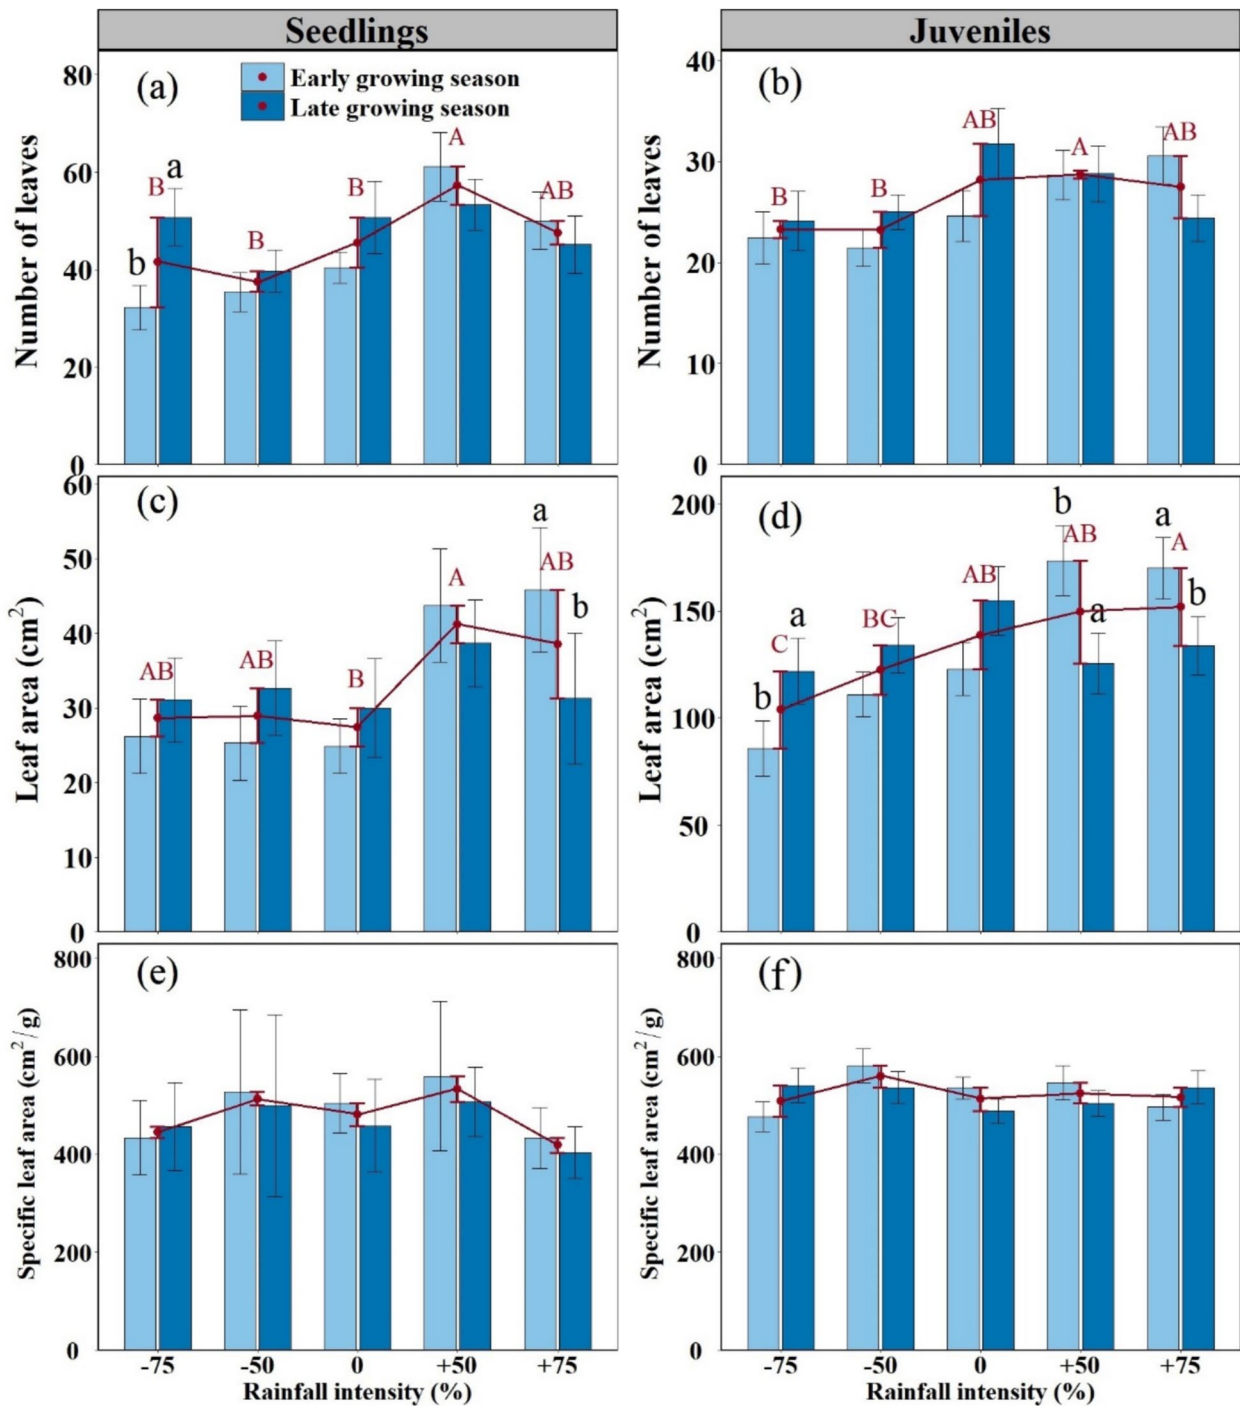 Seedlings
Juveniles
(a)
Early growing season
Late growing season
Number of leaves
80
60
40
20
0
b
B
a
B
B
A
AB
(b)
Number of leaves
40
30
20
10
0
B
B
AB
A
AB
(c)
Leaf area (cm²)
60
50
40
30
20
10
0
AB
AB
B
A
a
AB
b
(d)
Leaf area (cm²)
200
150
100
50
0
b
C
a
BC
AB
b
AB
a
a
A
b
(e)
Specific leaf area (cm²/g)
800
600
400
200
0
-75
-50
0
+50
+75
Rainfall intensity (%)
(f)
Specific leaf area (cm²/g)
800
600
400
200
0
-75
-50
0
+50
+75
Rainfall intensity (%)